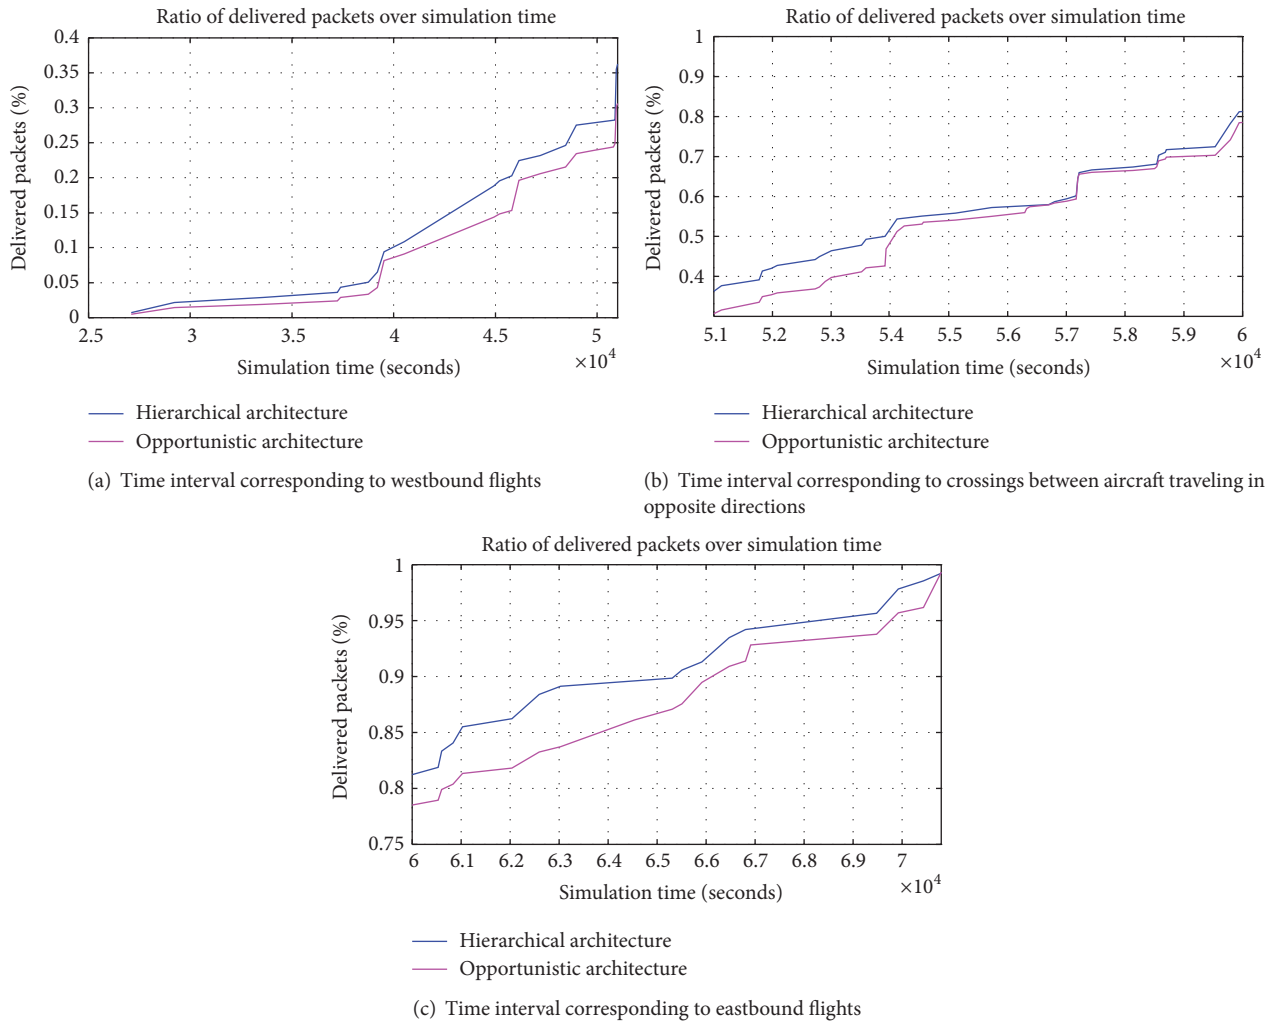 Ratio of delivered packets over simulation time
0.4
0.35
0.3
0.25
0.2
0.15
0.1
0.05
0
Delivered packets (%)
2.5 3 3.5 4 4.5 5
×10⁴
Simulation time (seconds)
Hierarchical architecture
Opportunistic architecture
(a) Time interval corresponding to westbound flights
Ratio of delivered packets over simulation time
1
0.9
0.8
0.7
0.6
0.5
0.4
Delivered packets (%)
5.1 5.2 5.3 5.4 5.5 5.6 5.7 5.8 5.9 6
×10⁴
Simulation time (seconds)
Hierarchical architecture
Opportunistic architecture
(b) Time interval corresponding to crossings between aircraft traveling in
opposite directions
Ratio of delivered packets over simulation time
1
0.95
0.9
0.85
0.8
0.75
Delivered packets (%)
6 6.1 6.2 6.3 6.4 6.5 6.6 6.7 6.8 6.9 7
×10⁴
Simulation time (seconds)
Hierarchical architecture
Opportunistic architecture
(c) Time interval corresponding to eastbound flights